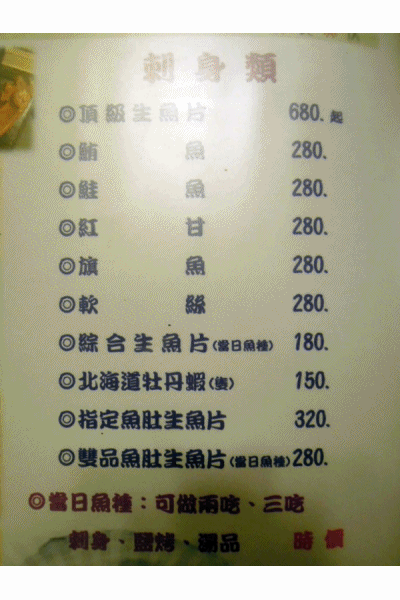 刺身類
◎頂級生魚片 680. 起
◎鮪魚 280.
◎鮭魚 280.
◎紅甘 280.
◎旗魚 280.
◎軟絲 280.
◎綜合生魚片(當日魚種) 180.
◎北海道牡丹蝦(隻) 150.
◎指定魚肚生魚片 320.
◎雙品魚肚生魚片(當日魚種) 280.
◎當日魚種：可做兩吃、三吃
刺身、鹽烤、湯品 時價